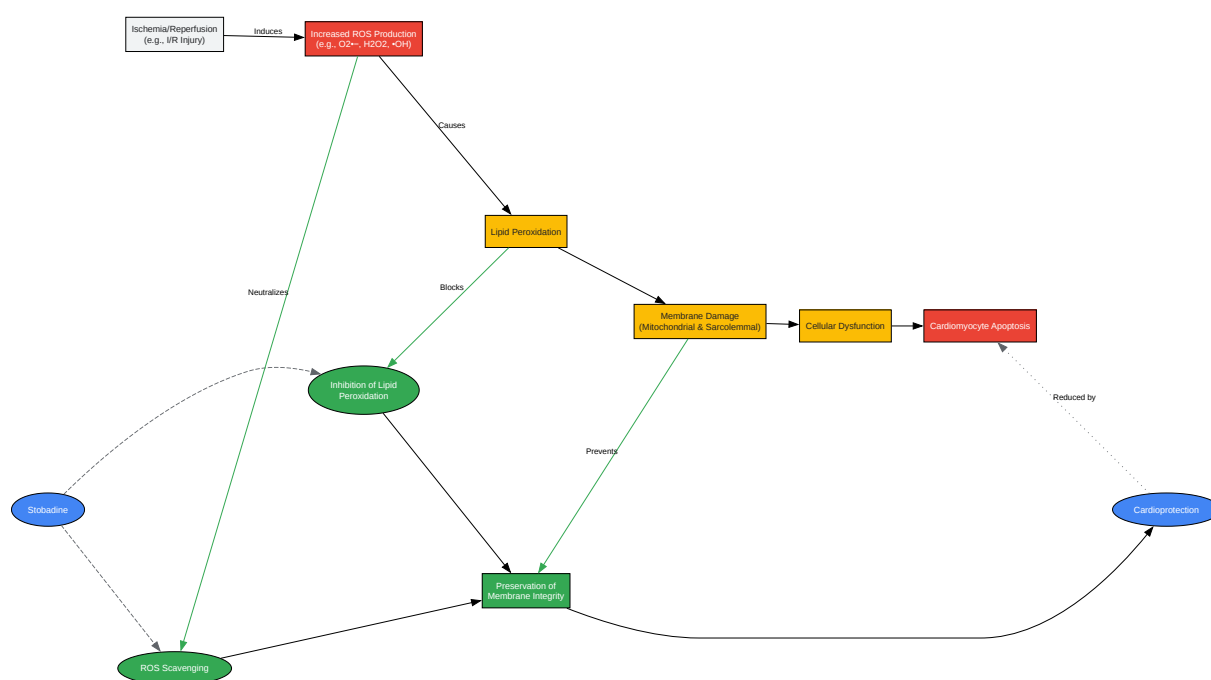 Ischemia/Reperfusion
(e.g., I/R Injury)
Induces
Increased ROS Production
(e.g., O2•−, H2O2, •OH)
Causes
Lipid Peroxidation
Neutralizes
Blocks
Membrane Damage
(Mitochondrial & Sarcolemmal)
Cellular Dysfunction
Cardiomyocyte Apoptosis
Inhibition of Lipid
Peroxidation
Reduced by
Prevents
Stobadine
Cardioprotection
Preservation of
Membrane Integrity
ROS Scavenging